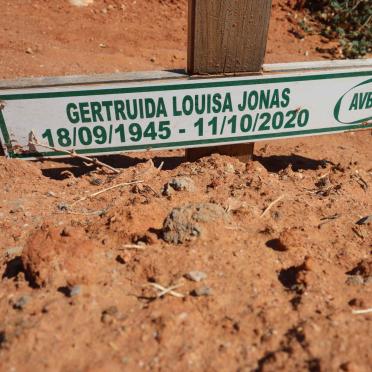 GERTRUIDA LOUISA JONAS
18/09/1945 - 11/10/2020
AVB